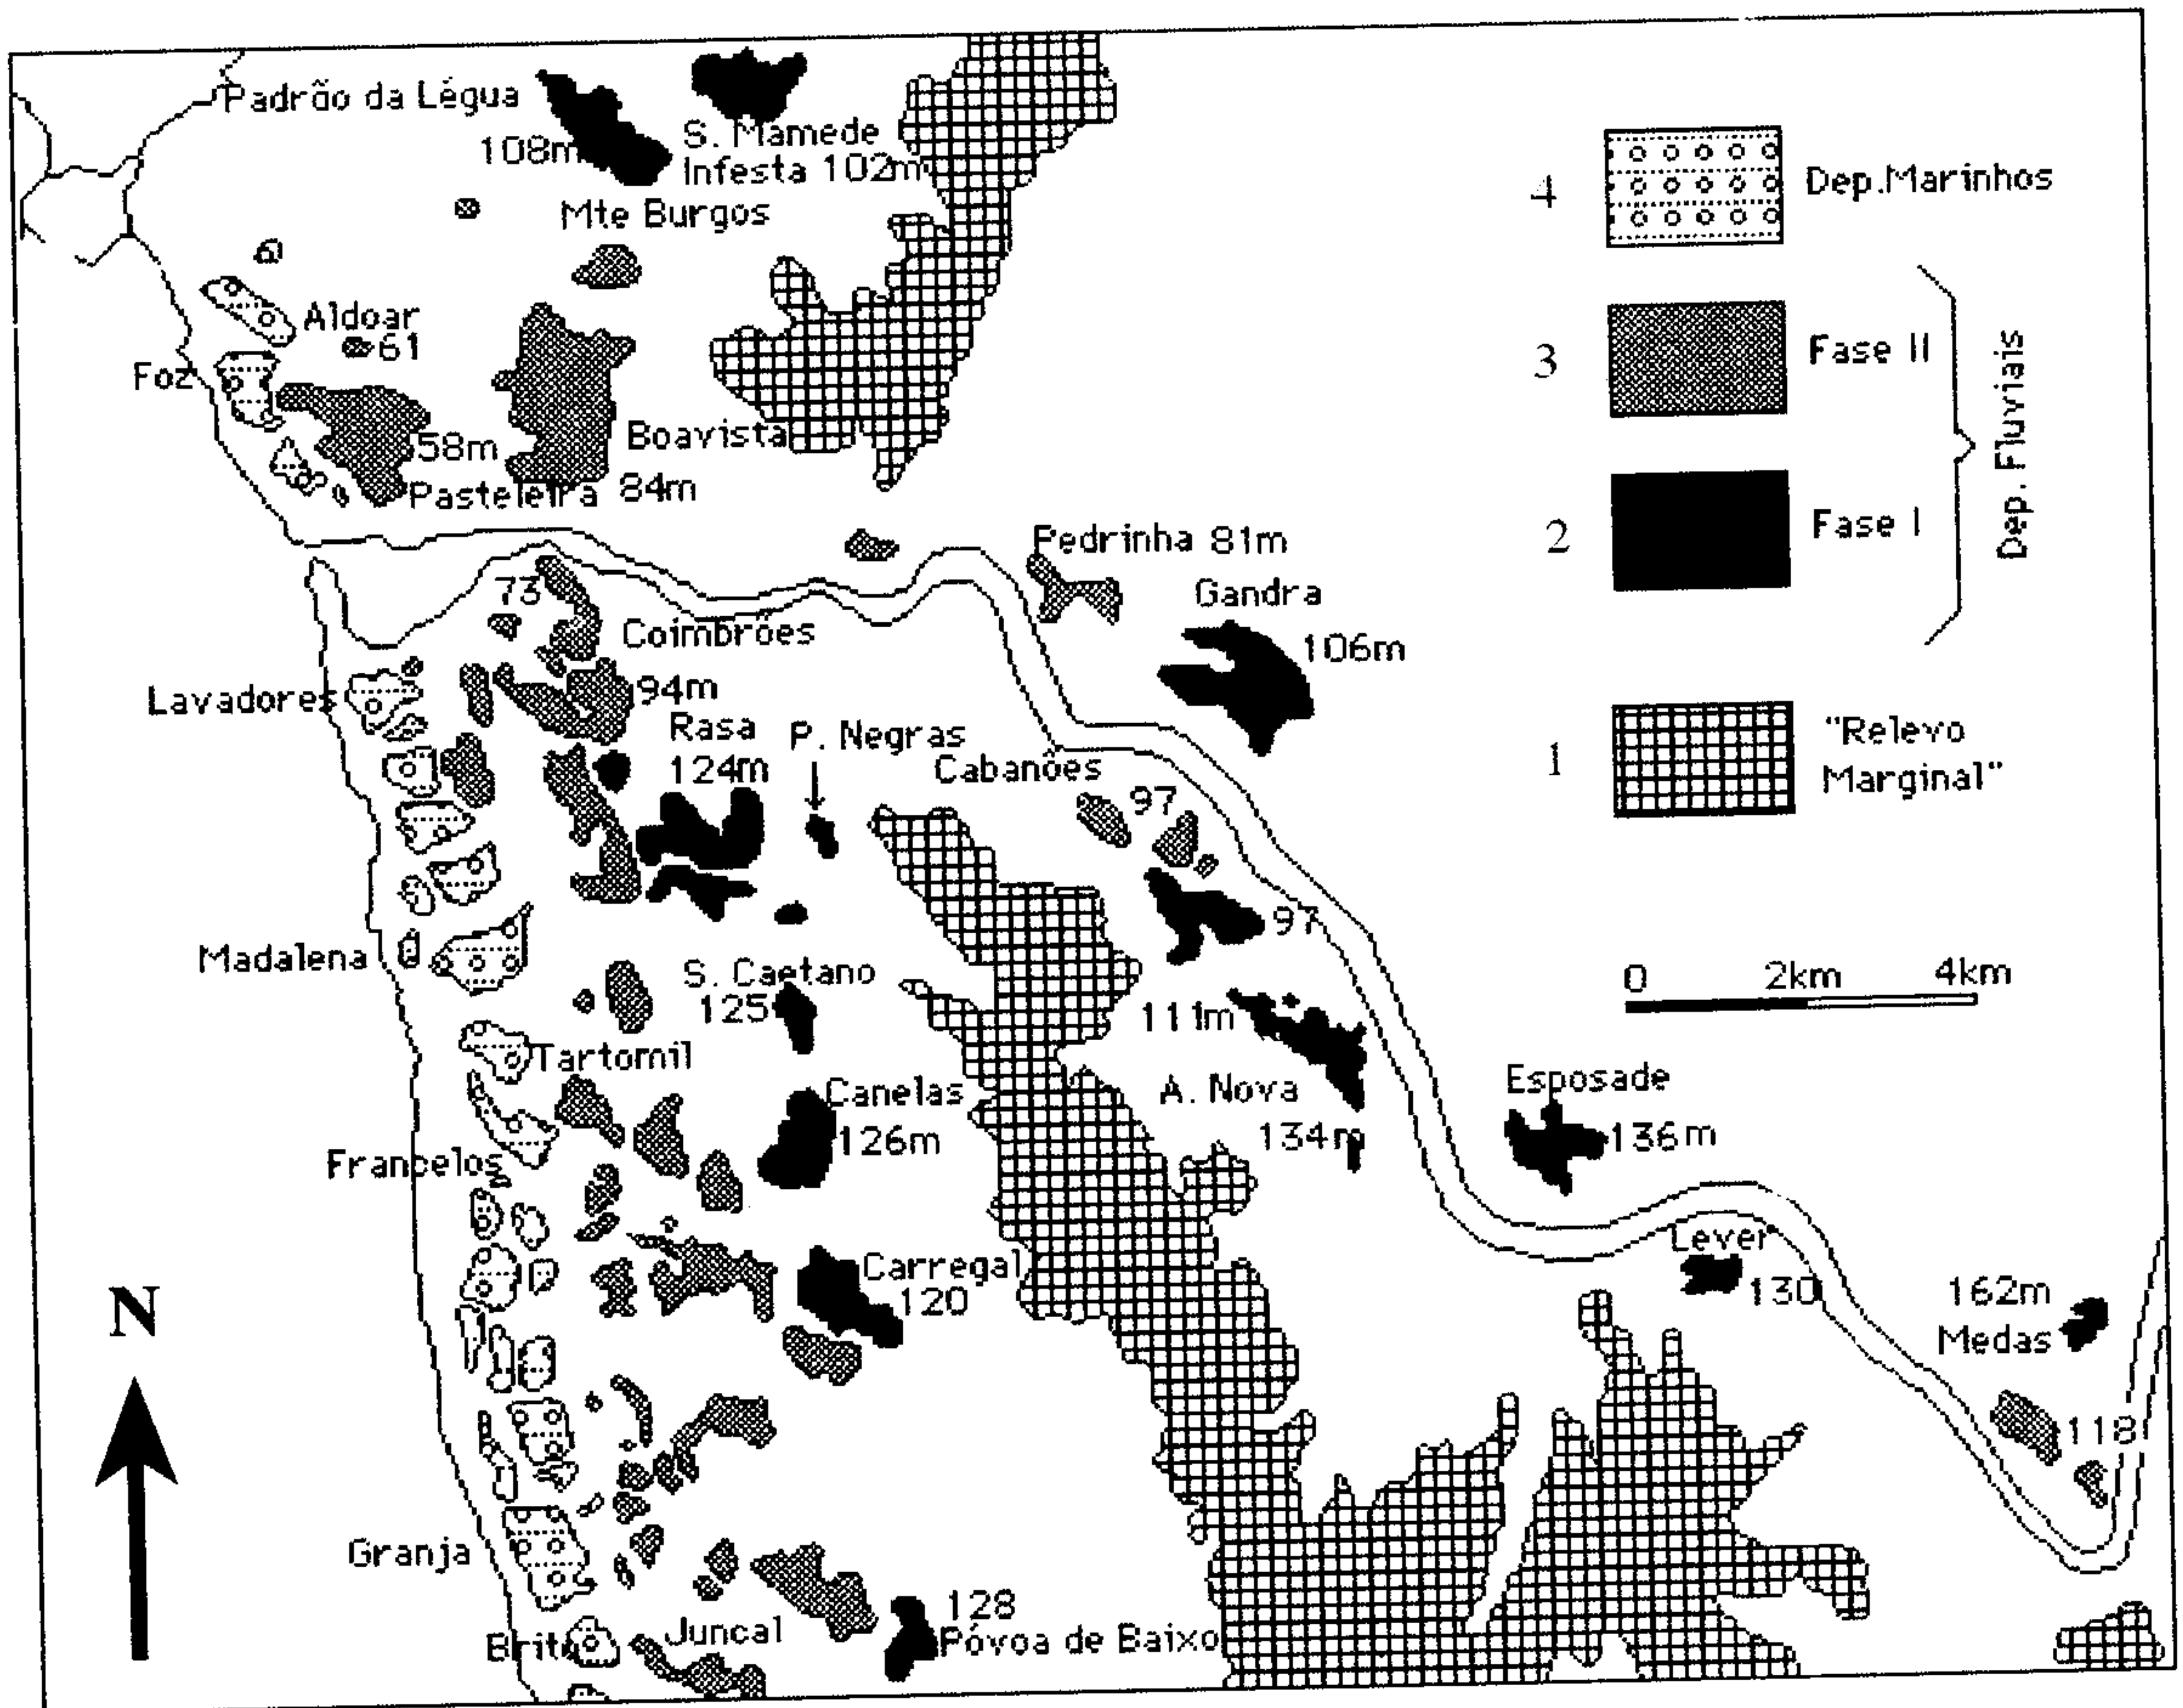 Padrão da Légua
108m
S. Mamede
Infesta 102m
Mte Burgos
61
Aldoar
61
Foz
58m
Pasteleira
Boavista
84m
Pedrinha 81m
Gandra
106m
73
Coimbrões
94m
Lavadores
Rasa
124m
P. Negras
Cabanões
97
97
Madalena
S. Caetano
125
111m
Tartomil
A. Nova
134m
Canelas
126m
Esposade
136m
Francelos
Carregal
120
Lever
130
162m
Medas
118
Granja
Brito
Juncal
128
Póvoa de Baixo
N
4
Dep.Marinhos
3
Fase II
2
Fase I
Dep. Fluviais
1
"Relevo
Marginal"
0 2km 4km